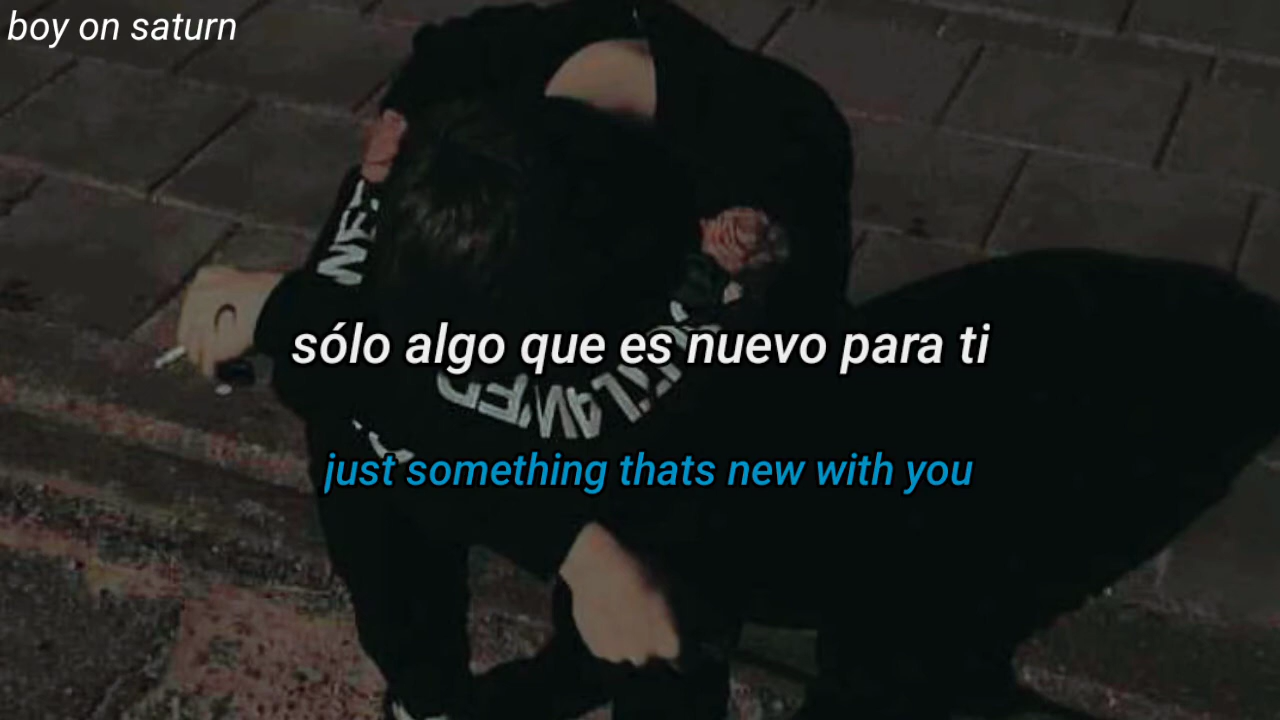 boy on saturn
sólo algo que es nuevo para ti
just something thats new with you